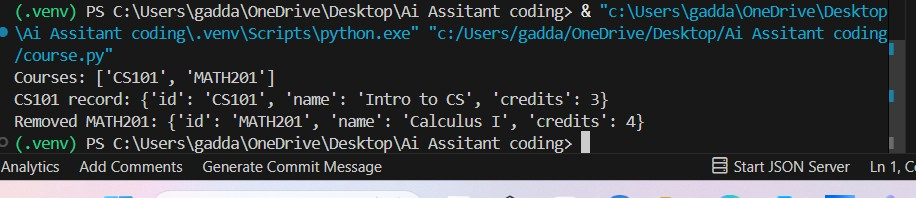 (.venv) PS C:\Users\gadda\OneDrive\Desktop\Ai Assitant coding> & "c:\Users\gadda\OneDrive\Desktop
\Ai Assitant coding\.venv\Scripts\python.exe" "c:/Users/gadda/OneDrive/Desktop/Ai Assitant coding
/course.py"
Courses: ['CS101', 'MATH201']
CS101 record: {'id': 'CS101', 'name': 'Intro to CS', 'credits': 3}
Removed MATH201: {'id': 'MATH201', 'name': 'Calculus I', 'credits': 4}
(.venv) PS C:\Users\gadda\OneDrive\Desktop\Ai Assitant coding>
Analytics Add Comments Generate Commit Message Start JSON Server Ln 1, C